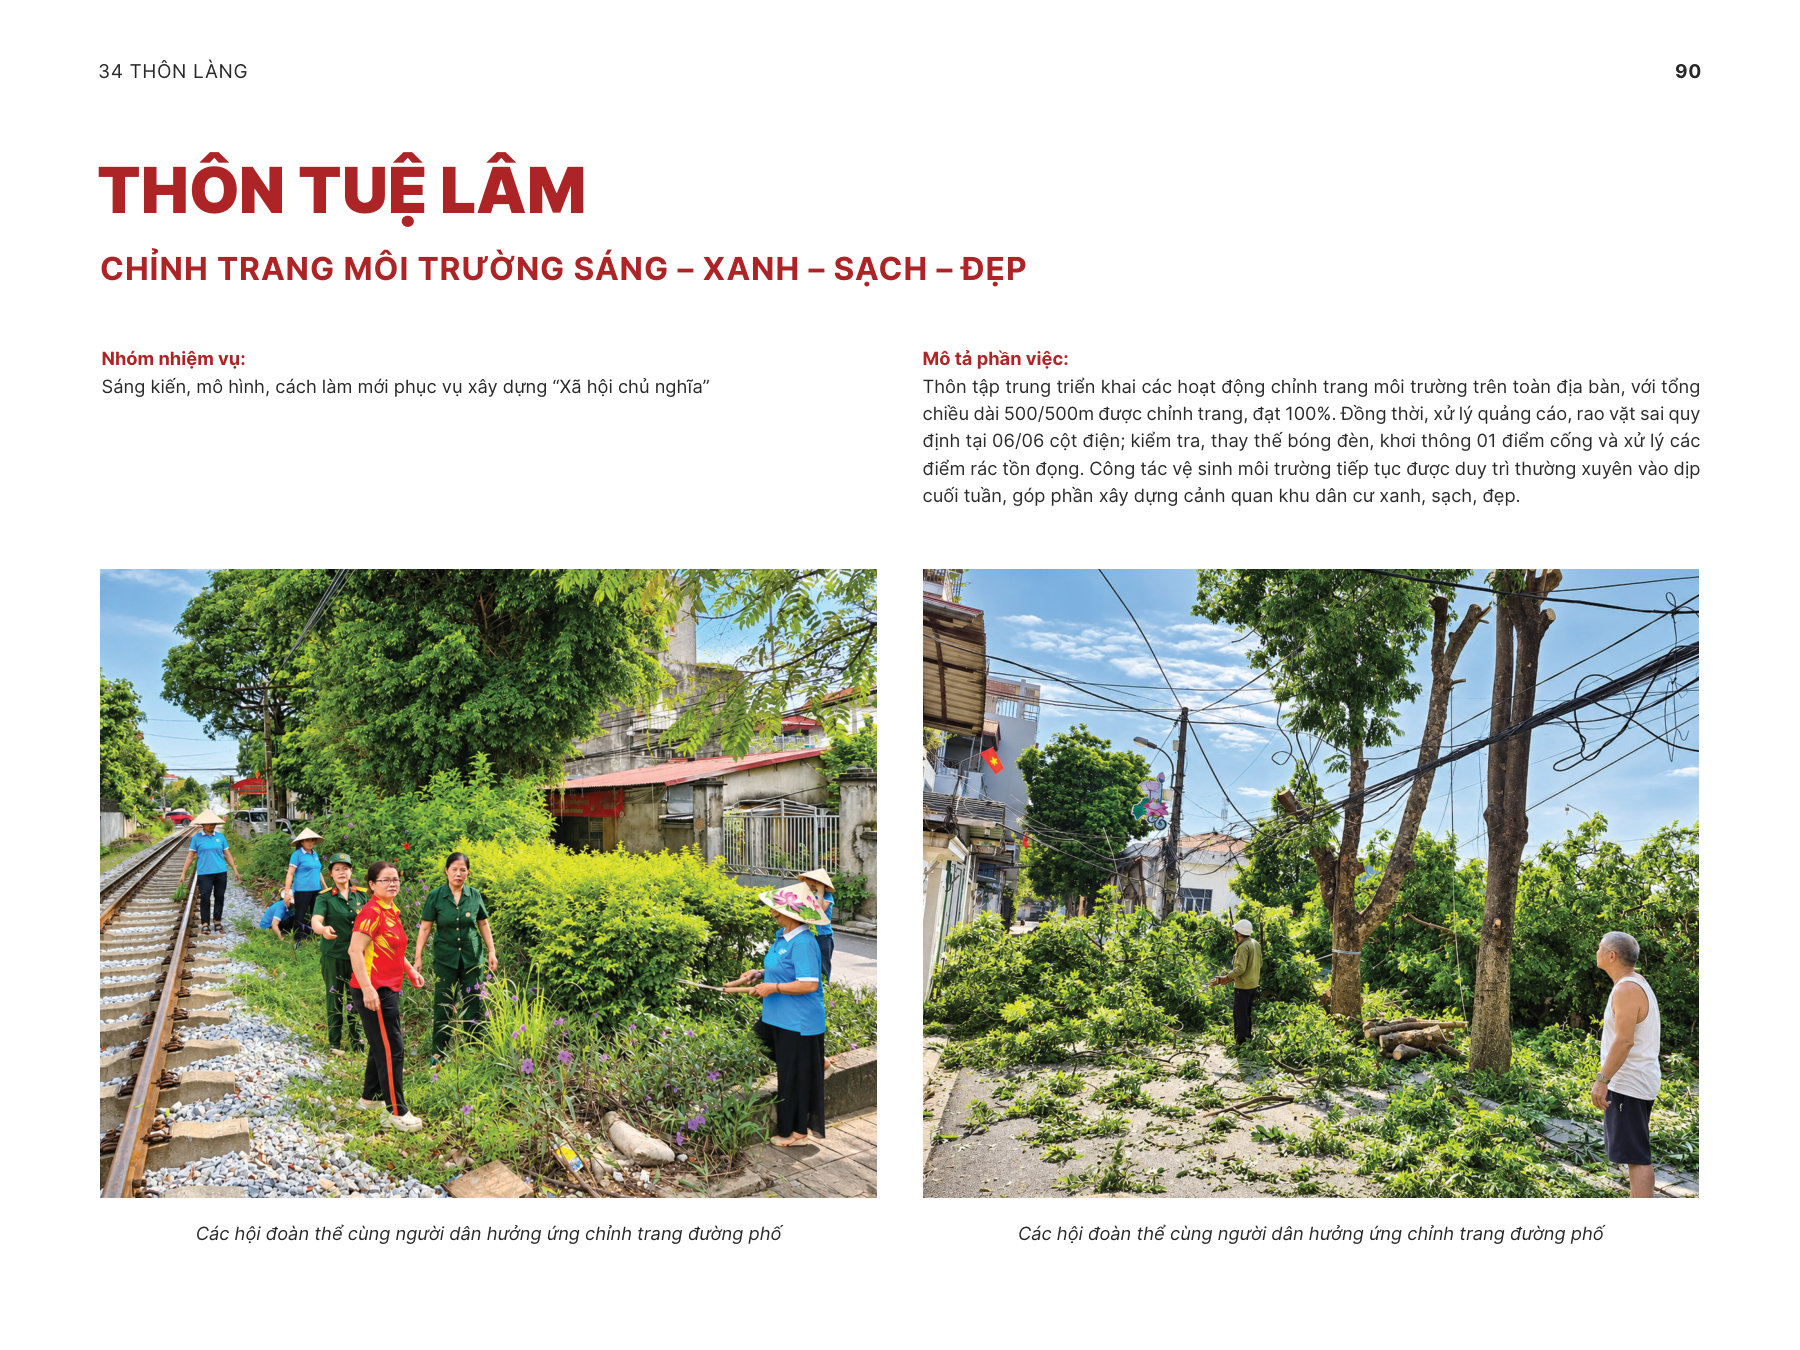 34 THÔN LÀNG
90
THÔN TUỆ LÂM
CHỈNH TRANG MÔI TRƯỜNG SÁNG – XANH – SẠCH – ĐẸP
Nhóm nhiệm vụ:
Sáng kiến, mô hình, cách làm mới phục vụ xây dựng “Xã hội chủ nghĩa”
Mô tả phần việc:
Thôn tập trung triển khai các hoạt động chỉnh trang môi trường trên toàn địa bàn, với tổng
chiều dài 500/500m được chỉnh trang, đạt 100%. Đồng thời, xử lý quảng cáo, rao vặt sai quy
định tại 06/06 cột điện; kiểm tra, thay thế bóng đèn, khơi thông 01 điểm cống và xử lý các
điểm rác tồn đọng. Công tác vệ sinh môi trường tiếp tục được duy trì thường xuyên vào dịp
cuối tuần, góp phần xây dựng cảnh quan khu dân cư xanh, sạch, đẹp.
Các hội đoàn thể cùng người dân hưởng ứng chỉnh trang đường phố
Các hội đoàn thể cùng người dân hưởng ứng chỉnh trang đường phố